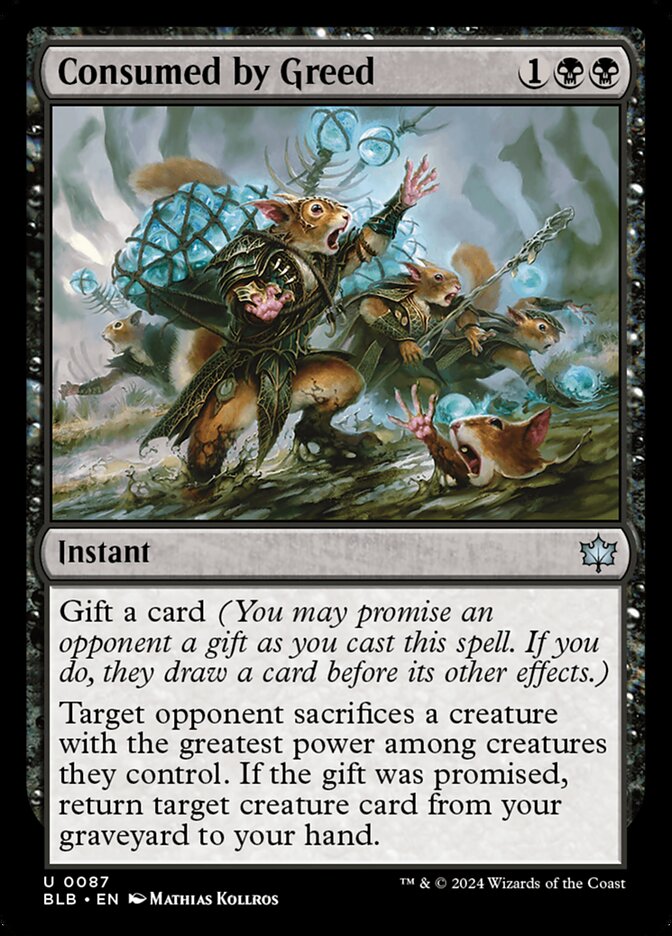 Consumed by Greed 1
Instant
Gift a card (You may promise an
opponent a gift as you cast this spell. If you
do, they draw a card before its other effects.)
Target opponent sacrifices a creature
with the greatest power among creatures
they control. If the gift was promised,
return target creature card from your
graveyard to your hand.
U 0087
BLB • EN Mathias Kollros
™ & © 2024 Wizards of the Coast